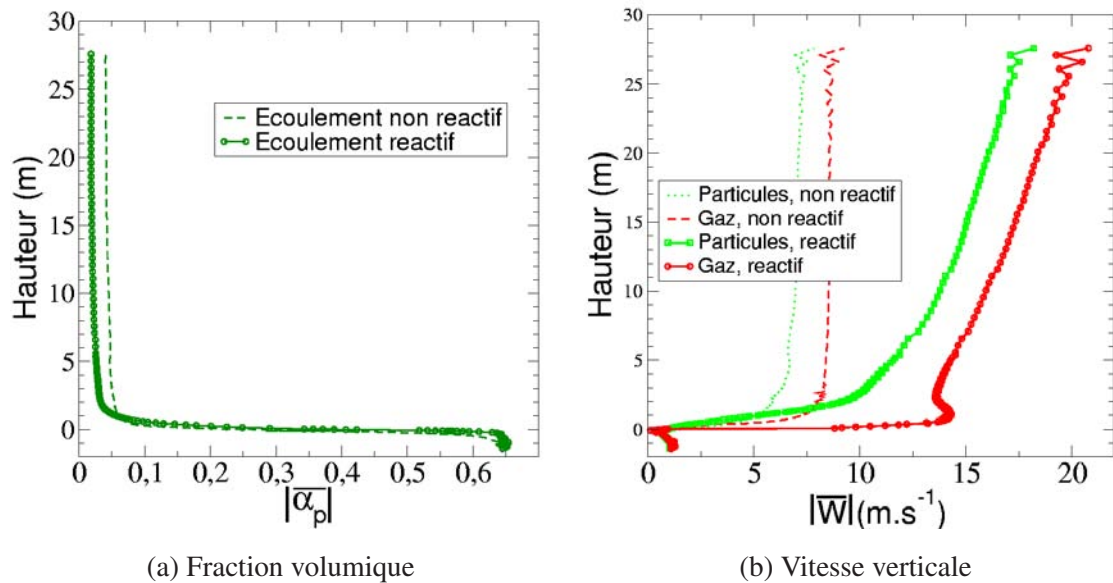 30
25
20
15
10
5
0
Hauteur (m)
Ecoulement non reactif
Ecoulement reactif
0 0,1 0,2 0,3 0,4 0,5 0,6
|α_p|
(a) Fraction volumique
30
25
20
15
10
5
0
Hauteur (m)
Particules, non reactif
Gaz, non reactif
Particules, reactif
Gaz, reactif
0 5 10 15 20
|W|(m.s⁻¹)
(b) Vitesse verticale